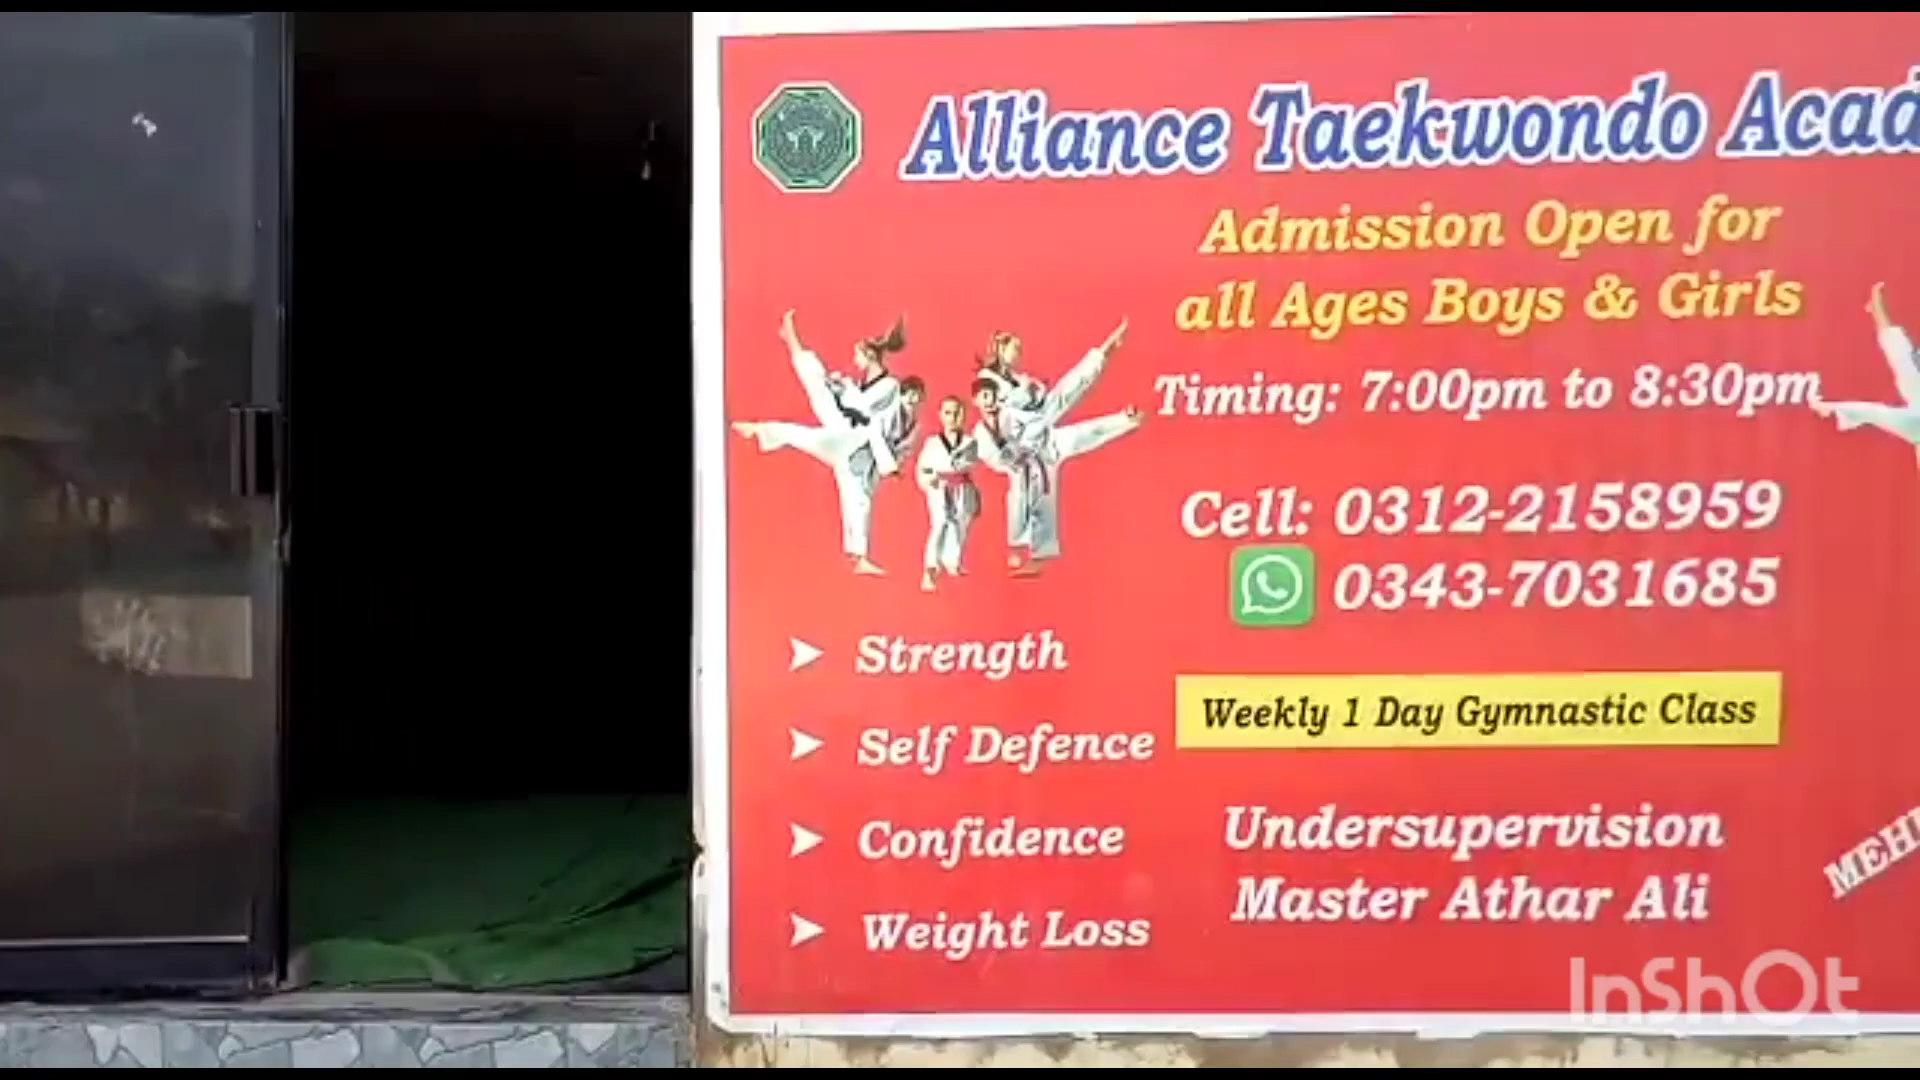 Alliance Taekwondo Acad
Admission Open for
all Ages Boys & Girls
Timing: 7:00pm to 8:30pm
Cell: 0312-2158959
0343-7031685
Strength
Self Defence
Confidence
Weight Loss
Weekly 1 Day Gymnastic Class
Undersupervision
Master Athar Ali
InShOt